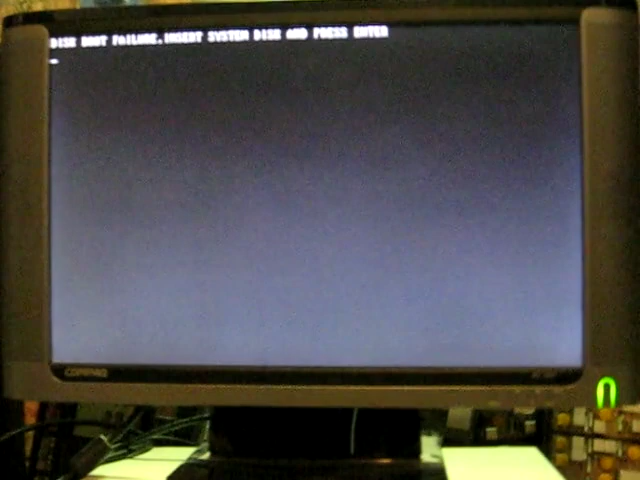 DISK BOOT FAILURE, INSERT SYSTEM DISK AND PRESS ENTER
COMPAQ